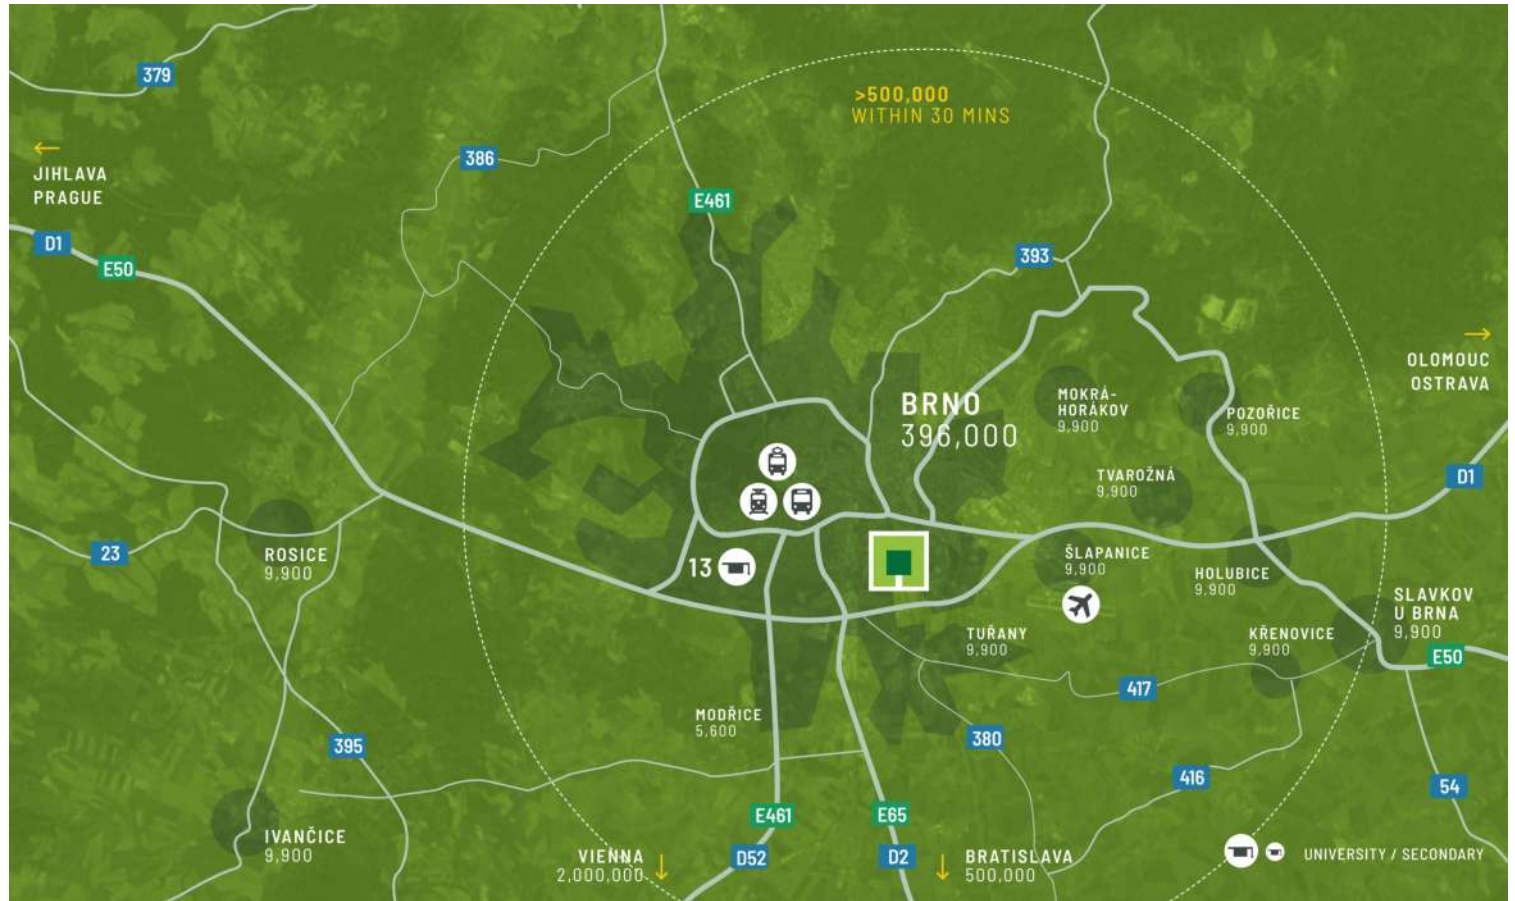 379
>500,000
WITHIN 30 MINS
JIHLAVA
PRAGUE
386
E461
D1
E50
393
OLOMOUC
OSTRAVA
BRNO
396,000
MOKRÁ-
HORÁKOV
9,900
POZOŘICE
9,900
TVAROŽNÁ
9,900
D1
23
ROSICE
9,900
13
ŠLAPANICE
9,900
HOLUBICE
9,900
SLAVKOV
U BRNA
9,900
TUŘANY
9,900
KŘENOVICE
9,900
E50
417
MODŘICE
5,600
380
395
416
54
E461
E65
IVANČICE
9,900
VIENNA
2,000,000
D52
D2
BRATISLAVA
500,000
UNIVERSITY / SECONDARY